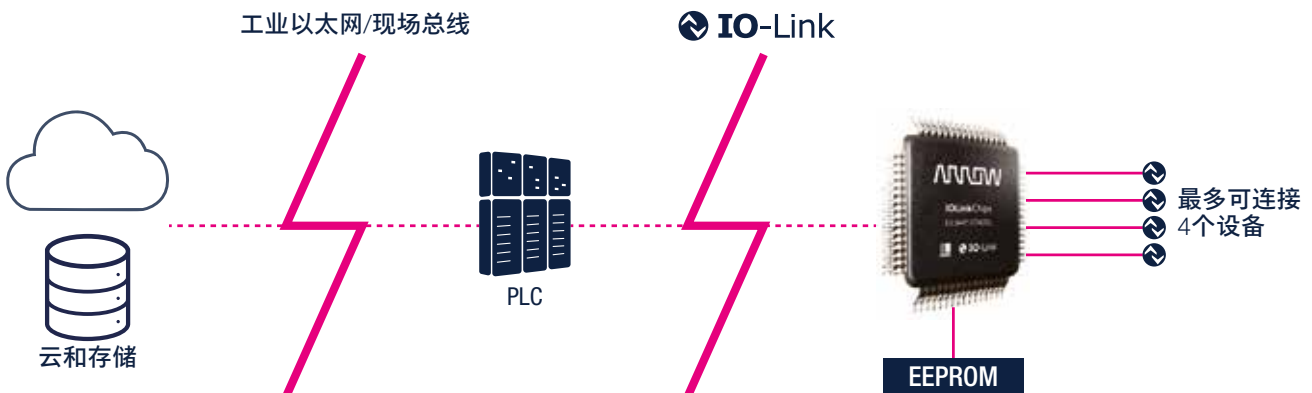 工业以太网/现场总线
IO-Link
ARROW
IOLinkChips
IO-Link
最多可连接
4个设备
PLC
云和存储
EEPROM